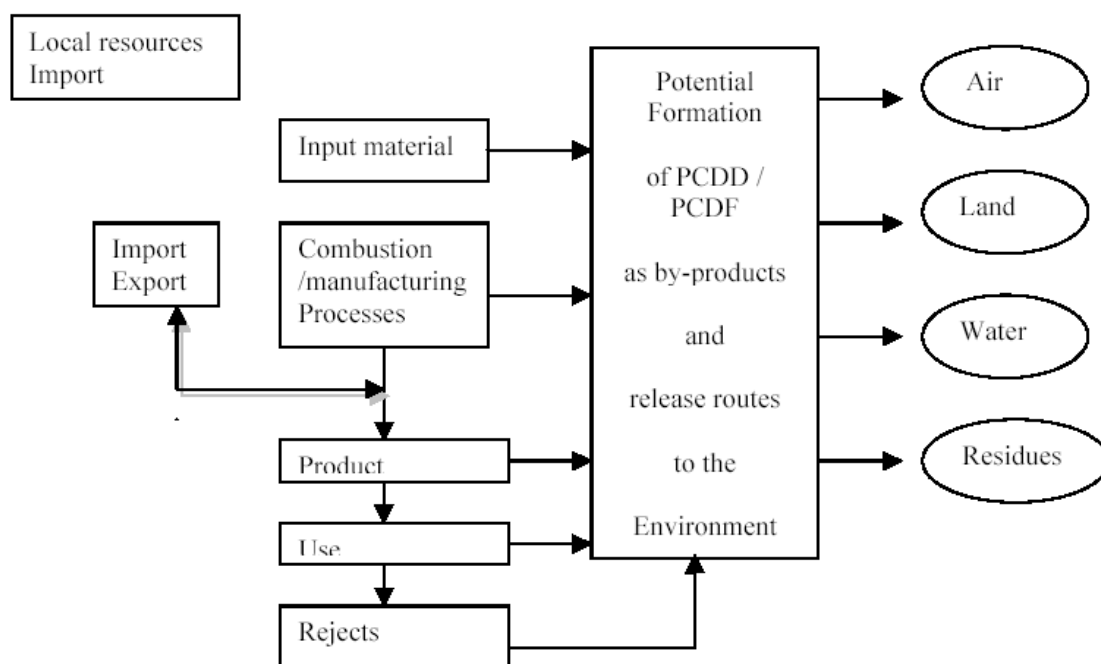 Local resources
Import
Input material
Import
Export
Combustion
/manufacturing
Processes
Product
Use
Rejects
Potential
Formation
of PCDD /
PCDF
as by-products
and
release routes
to the
Environment
Air
Land
Water
Residues